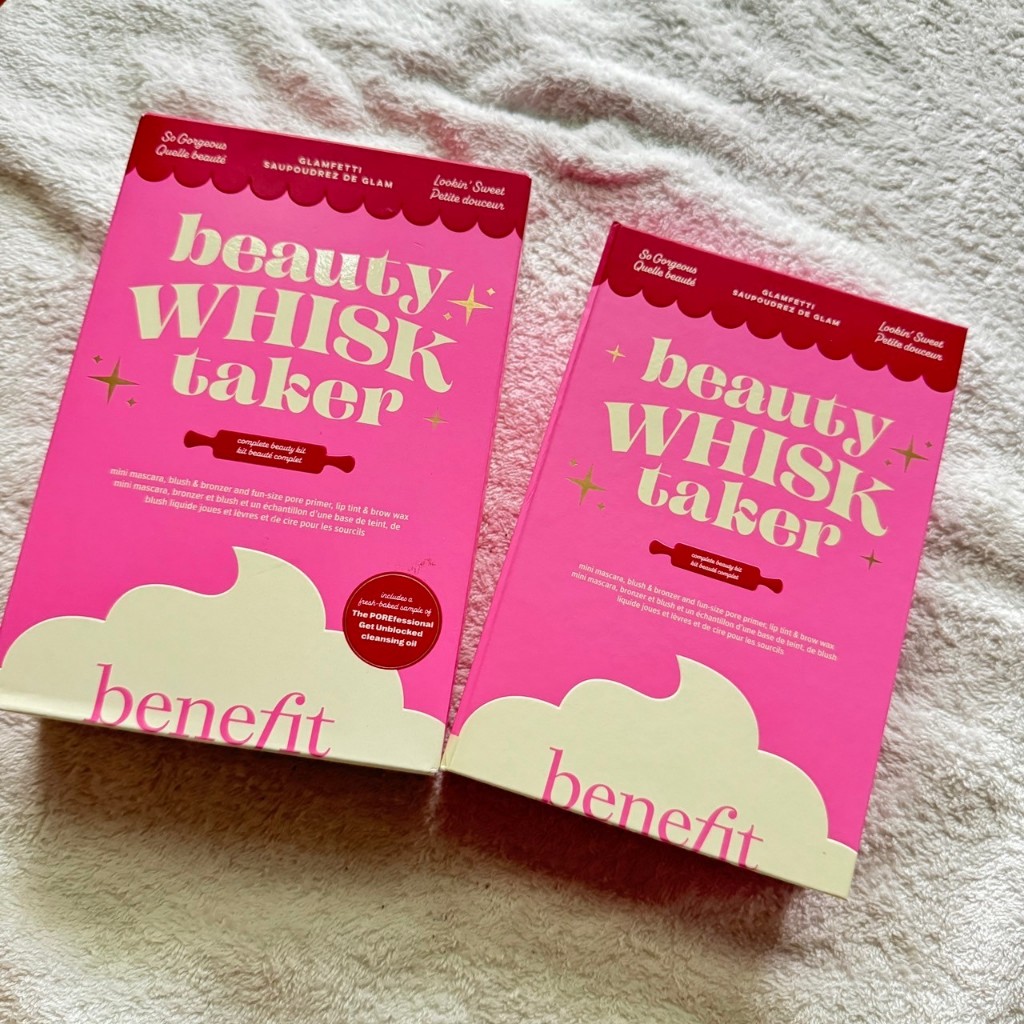 So Gorgeous
Quelle beauté
GLAMFETTI
SAUPOUDREZ DE GLAM
Lookin' Sweet
Petite douceur
beauty
WHISK
taker
complete beauty kit
kit beauté complet
mini mascara, blush & bronzer and fun-size pore primer, lip tint & brow wax
mini mascara, bronzer et blush et un échantillon d'une base de teint, de
blush liquide joues et lèvres et de cire pour les sourcils
includes a
fresh-baked sample of
The POREfessional
Get Unblocked
cleansing oil
benefit
So Gorgeous
Quelle beauté
GLAMFETTI
SAUPOUDREZ DE GLAM
Lookin' Sweet
Petite douceur
beauty
WHISK
taker
complete beauty kit
kit beauté complet
mini mascara, blush & bronzer and fun-size pore primer, lip tint & brow wax
mini mascara, bronzer et blush et un échantillon d'une base de teint, de blush
liquide joues et lèvres et de cire pour les sourcils
benefit